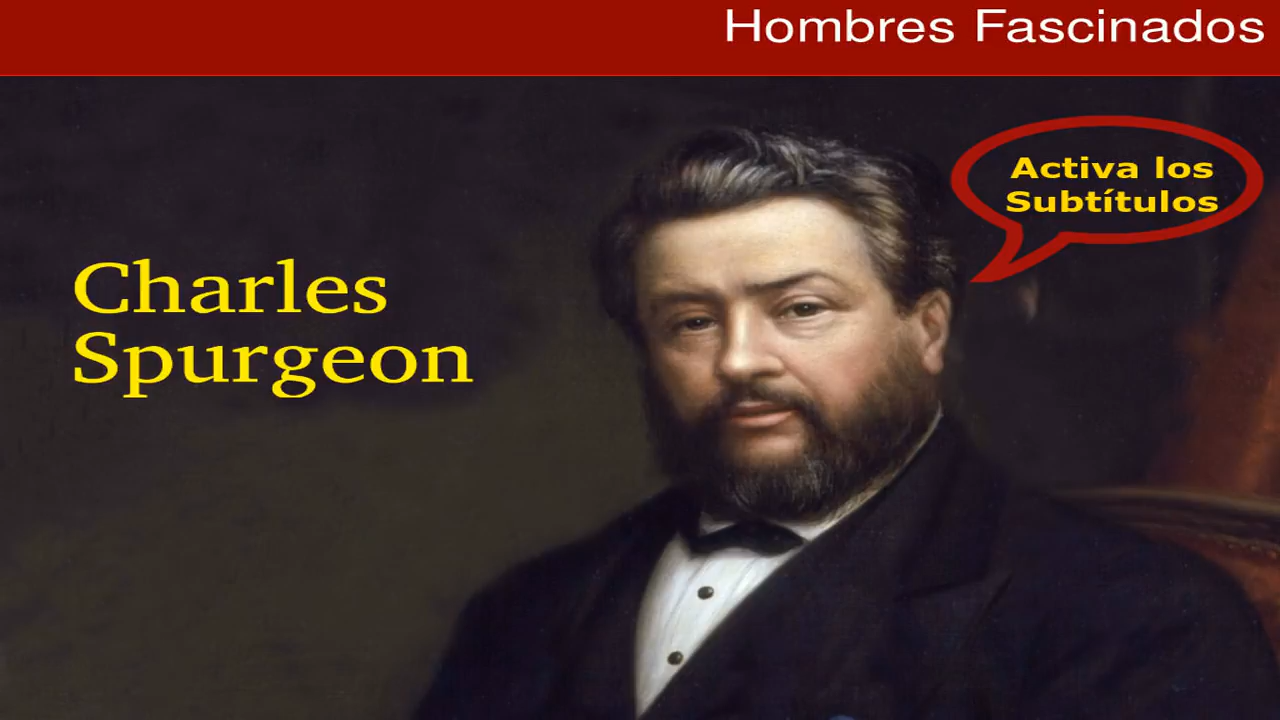 Hombres Fascinados
Activa los
Subtítulos
Charles
Spurgeon